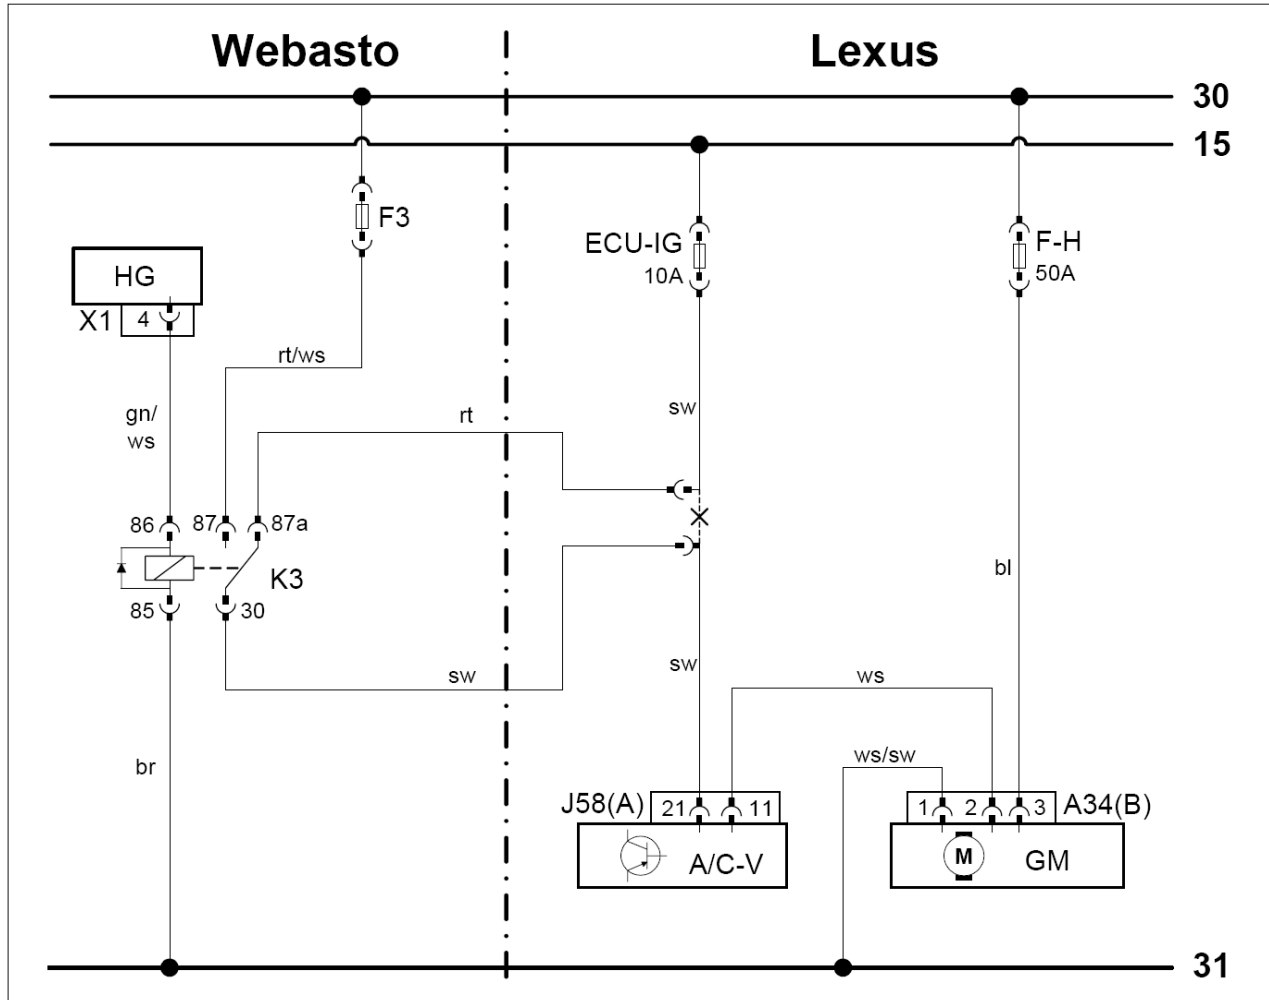 Webasto
Lexus
30
15
F3
ECU-IG
10A
F-H
50A
HG
X1
4
rt/ws
gn/
ws
rt
sw
86
87
87a
K3
85
30
bl
sw
sw
ws
br
ws/sw
J58(A)
21
11
1
2
3
A34(B)
A/C-V
M
GM
31